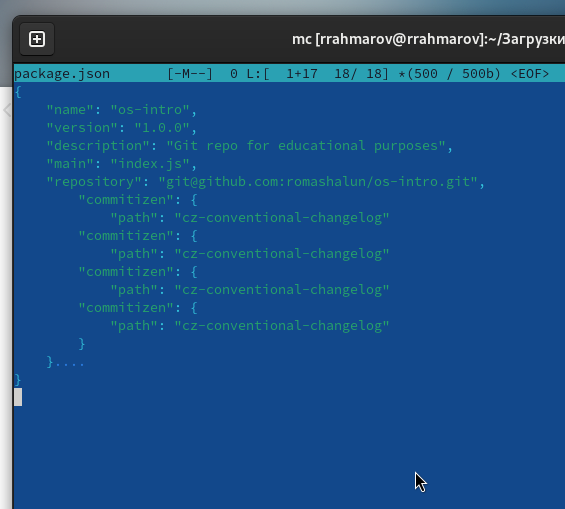 mc [rrahmarov@rrahmarov]:~/Загрузки
package.json       [-M--]  0 L:[  1+17  18/ 18] *(500 / 500b) <EOF>
{
    "name": "os-intro",
    "version": "1.0.0",
    "description": "Git repo for educational purposes",
    "main": "index.js",
    "repository": "git@github.com:romashalun/os-intro.git",
        "commitizen": {
            "path": "cz-conventional-changelog"
        "commitizen": {
            "path": "cz-conventional-changelog"
        "commitizen": {
            "path": "cz-conventional-changelog"
        "commitizen": {
            "path": "cz-conventional-changelog"
        }
    }....
}